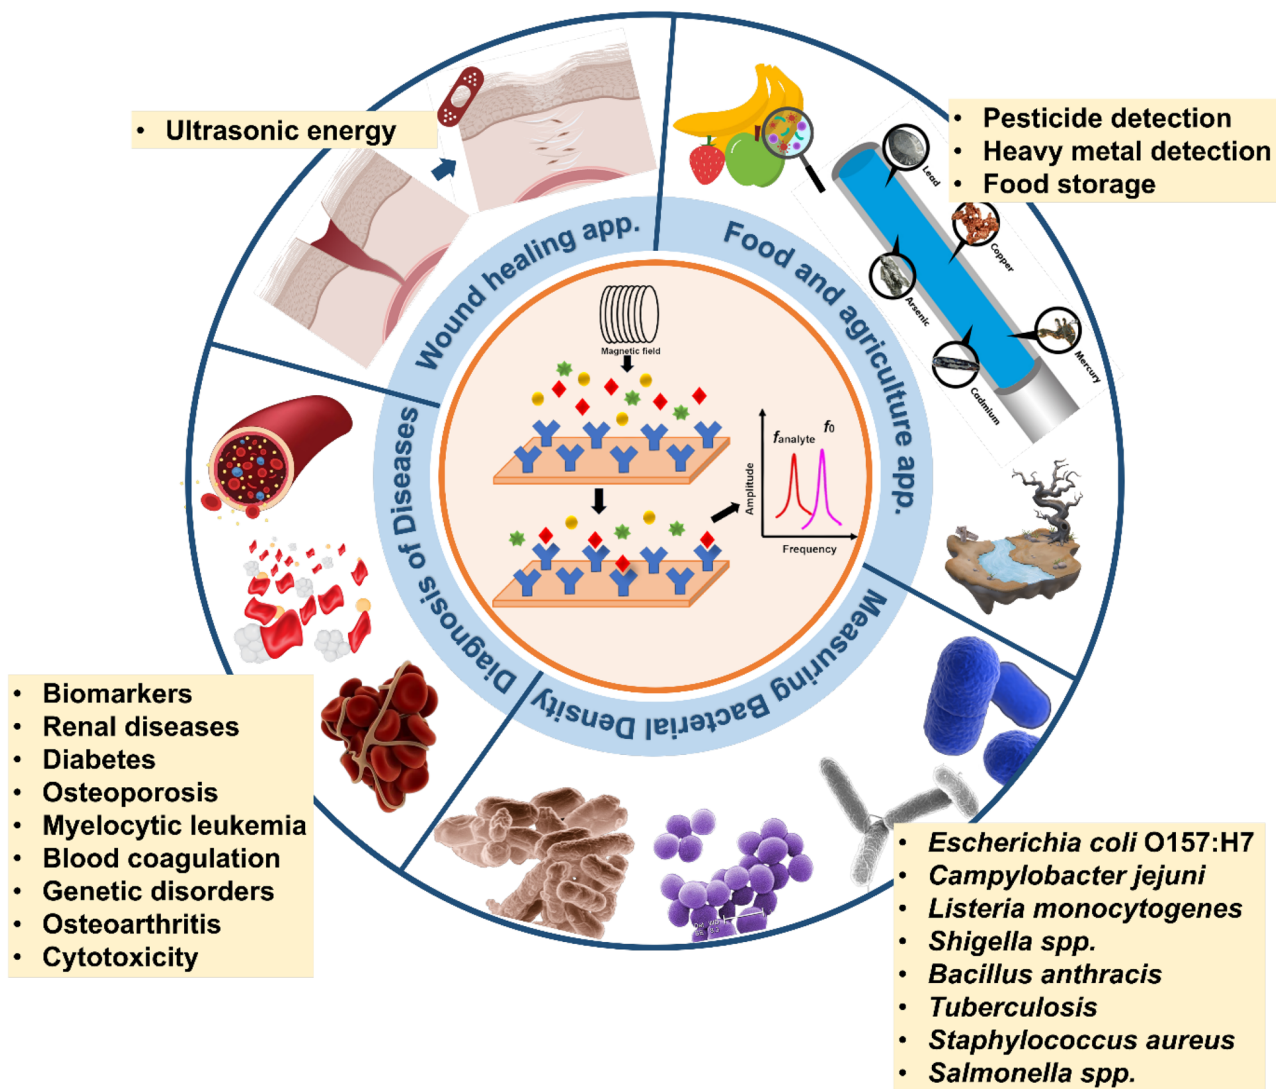 • Ultrasonic energy
• Pesticide detection
• Heavy metal detection
• Food storage
Wound healing app.
Food and agriculture app.
Lead
Copper
Arsenic
Mercury
Cadmium
Magnetic field
fanalyte
f0
Amplitude
Frequency
Diagnosis of Diseases
Measuring Bacterial Density
• Biomarkers
• Renal diseases
• Diabetes
• Osteoporosis
• Myelocytic leukemia
• Blood coagulation
• Genetic disorders
• Osteoarthritis
• Cytotoxicity
• Escherichia coli O157:H7
• Campylobacter jejuni
• Listeria monocytogenes
• Shigella spp.
• Bacillus anthracis
• Tuberculosis
• Staphylococcus aureus
• Salmonella spp.